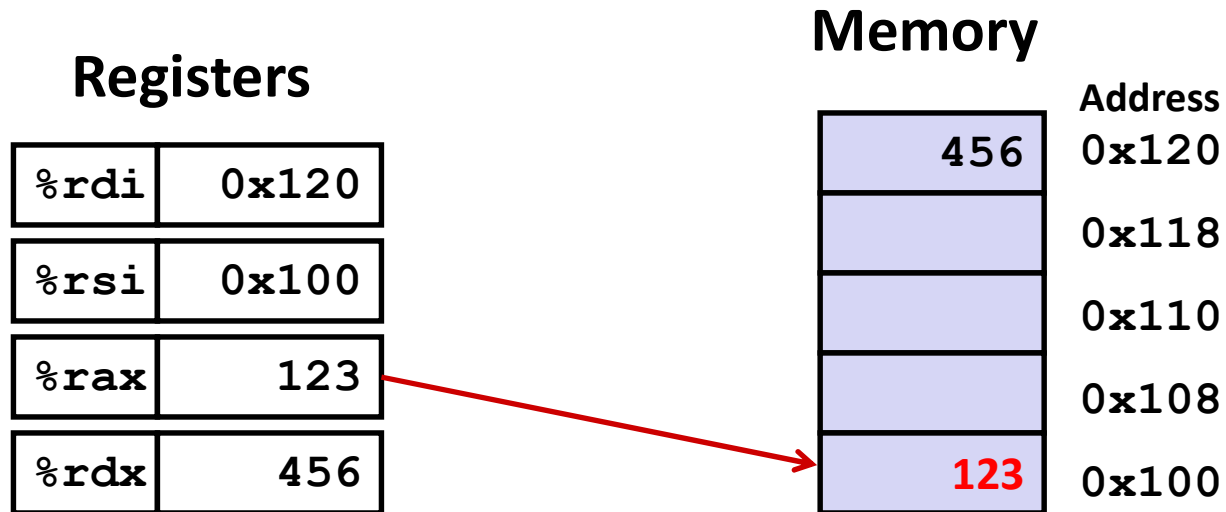 Registers
%rdi 0x120
%rsi 0x100
%rax 123
%rdx 456
Memory
Address
456 0x120
0x118
0x110
0x108
123 0x100